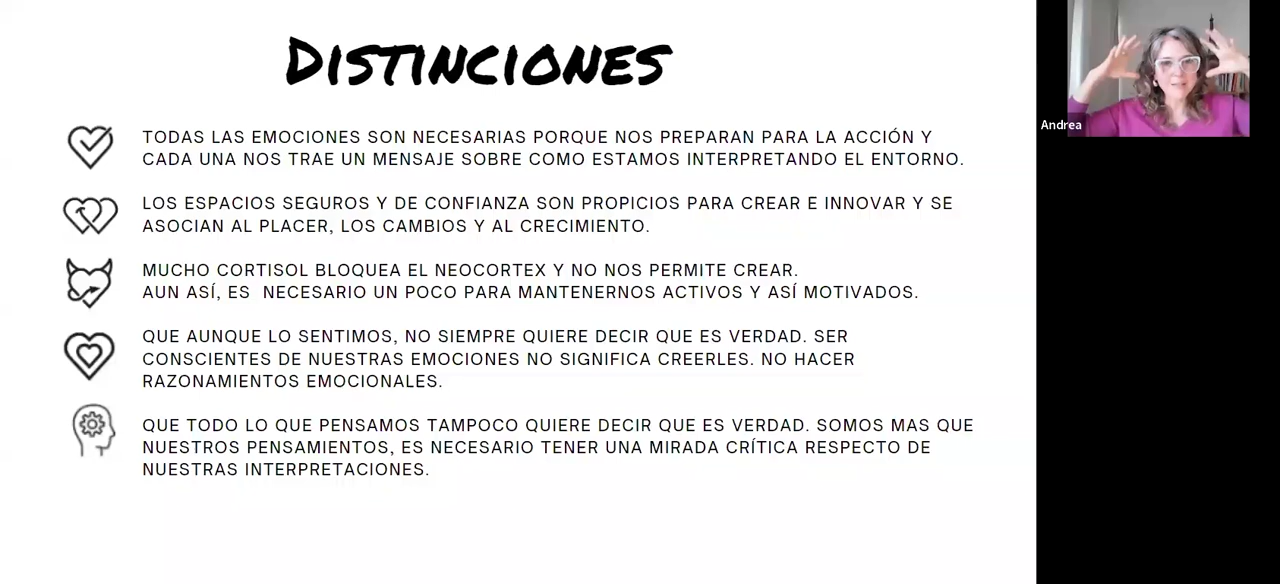 DISTINCIONES
TODAS LAS EMOCIONES SON NECESARIAS PORQUE NOS PREPARAN PARA LA ACCIÓN Y
CADA UNA NOS TRAE UN MENSAJE SOBRE COMO ESTAMOS INTERPRETANDO EL ENTORNO.
LOS ESPACIOS SEGUROS Y DE CONFIANZA SON PROPICIOS PARA CREAR E INNOVAR Y SE
ASOCIAN AL PLACER, LOS CAMBIOS Y AL CRECIMIENTO.
MUCHO CORTISOL BLOQUEA EL NEOCORTEX Y NO NOS PERMITE CREAR.
AUN ASÍ, ES  NECESARIO UN POCO PARA MANTENERNOS ACTIVOS Y ASÍ MOTIVADOS.
QUE AUNQUE LO SENTIMOS, NO SIEMPRE QUIERE DECIR QUE ES VERDAD. SER
CONSCIENTES DE NUESTRAS EMOCIONES NO SIGNIFICA CREERLES. NO HACER
RAZONAMIENTOS EMOCIONALES.
QUE TODO LO QUE PENSAMOS TAMPOCO QUIERE DECIR QUE ES VERDAD. SOMOS MAS QUE
NUESTROS PENSAMIENTOS, ES NECESARIO TENER UNA MIRADA CRÍTICA RESPECTO DE
NUESTRAS INTERPRETACIONES.
Andrea